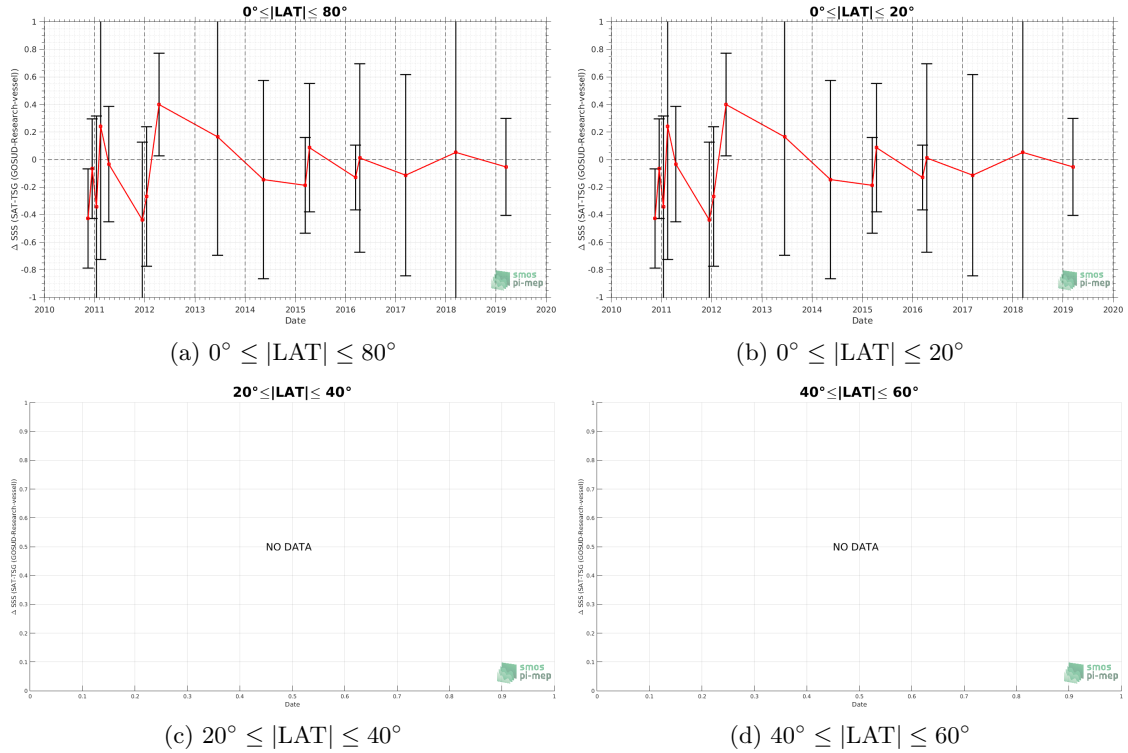 0°≤|LAT|≤ 80°
1
0.8
0.6
0.4
0.2
0
-0.2
-0.4
-0.6
-0.8
-1
Δ SSS (SAT-TSG (GOSUD-Research-vessel))
2010 2011 2012 2013 2014 2015 2016 2017 2018 2019 2020
Date
smos
pi-mep
(a) 0° ≤ |LAT| ≤ 80°
0°≤|LAT|≤ 20°
1
0.8
0.6
0.4
0.2
0
-0.2
-0.4
-0.6
-0.8
-1
Δ SSS (SAT-TSG (GOSUD-Research-vessel))
2010 2011 2012 2013 2014 2015 2016 2017 2018 2019 2020
Date
smos
pi-mep
(b) 0° ≤ |LAT| ≤ 20°
20°≤|LAT|≤ 40°
1
0.9
0.8
0.7
0.6
0.5
0.4
0.3
0.2
0.1
0
Δ SSS (SAT-TSG (GOSUD-Research-vessel))
NO DATA
0 0.1 0.2 0.3 0.4 0.5 0.6 0.7 0.8 0.9 1
Date
smos
pi-mep
(c) 20° ≤ |LAT| ≤ 40°
40°≤|LAT|≤ 60°
1
0.9
0.8
0.7
0.6
0.5
0.4
0.3
0.2
0.1
0
Δ SSS (SAT-TSG (GOSUD-Research-vessel))
NO DATA
0 0.1 0.2 0.3 0.4 0.5 0.6 0.7 0.8 0.9 1
Date
smos
pi-mep
(d) 40° ≤ |LAT| ≤ 60°